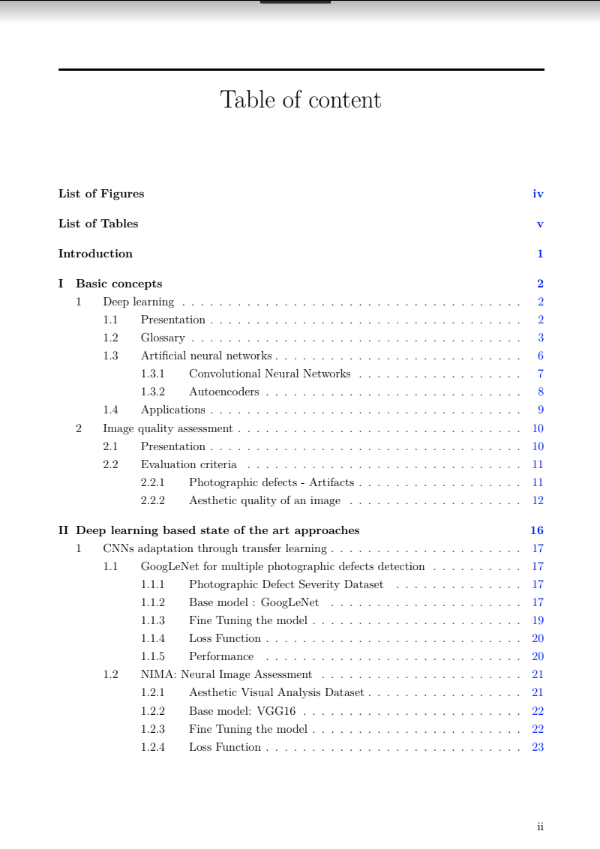 Table of content
List of Figures iv
List of Tables v
Introduction 1
I Basic concepts 2
1 Deep learning . . . . . . . . . . . . . . . . . . . . . . . . . . . . . . . . . . . . . 2
1.1 Presentation . . . . . . . . . . . . . . . . . . . . . . . . . . . . . . . . . . 2
1.2 Glossary . . . . . . . . . . . . . . . . . . . . . . . . . . . . . . . . . . . . 3
1.3 Artificial neural networks . . . . . . . . . . . . . . . . . . . . . . . . . . . 6
1.3.1 Convolutional Neural Networks . . . . . . . . . . . . . . . . . . 7
1.3.2 Autoencoders . . . . . . . . . . . . . . . . . . . . . . . . . . . . 8
1.4 Applications . . . . . . . . . . . . . . . . . . . . . . . . . . . . . . . . . . 9
2 Image quality assessment . . . . . . . . . . . . . . . . . . . . . . . . . . . . . . . 10
2.1 Presentation . . . . . . . . . . . . . . . . . . . . . . . . . . . . . . . . . . 10
2.2 Evaluation criteria . . . . . . . . . . . . . . . . . . . . . . . . . . . . . . 11
2.2.1 Photographic defects - Artifacts . . . . . . . . . . . . . . . . . . 11
2.2.2 Aesthetic quality of an image . . . . . . . . . . . . . . . . . . . 12
II Deep learning based state of the art approaches 16
1 CNNs adaptation through transfer learning . . . . . . . . . . . . . . . . . . . . . 17
1.1 GoogLeNet for multiple photographic defects detection . . . . . . . . . . 17
1.1.1 Photographic Defect Severity Dataset . . . . . . . . . . . . . . 17
1.1.2 Base model : GoogLeNet . . . . . . . . . . . . . . . . . . . . . 17
1.1.3 Fine Tuning the model . . . . . . . . . . . . . . . . . . . . . . . 19
1.1.4 Loss Function . . . . . . . . . . . . . . . . . . . . . . . . . . . . 20
1.1.5 Performance . . . . . . . . . . . . . . . . . . . . . . . . . . . . 20
1.2 NIMA: Neural Image Assessment . . . . . . . . . . . . . . . . . . . . . . 21
1.2.1 Aesthetic Visual Analysis Dataset . . . . . . . . . . . . . . . . . 21
1.2.2 Base model: VGG16 . . . . . . . . . . . . . . . . . . . . . . . . 22
1.2.3 Fine Tuning the model . . . . . . . . . . . . . . . . . . . . . . . 22
1.2.4 Loss Function . . . . . . . . . . . . . . . . . . . . . . . . . . . . 23
ii